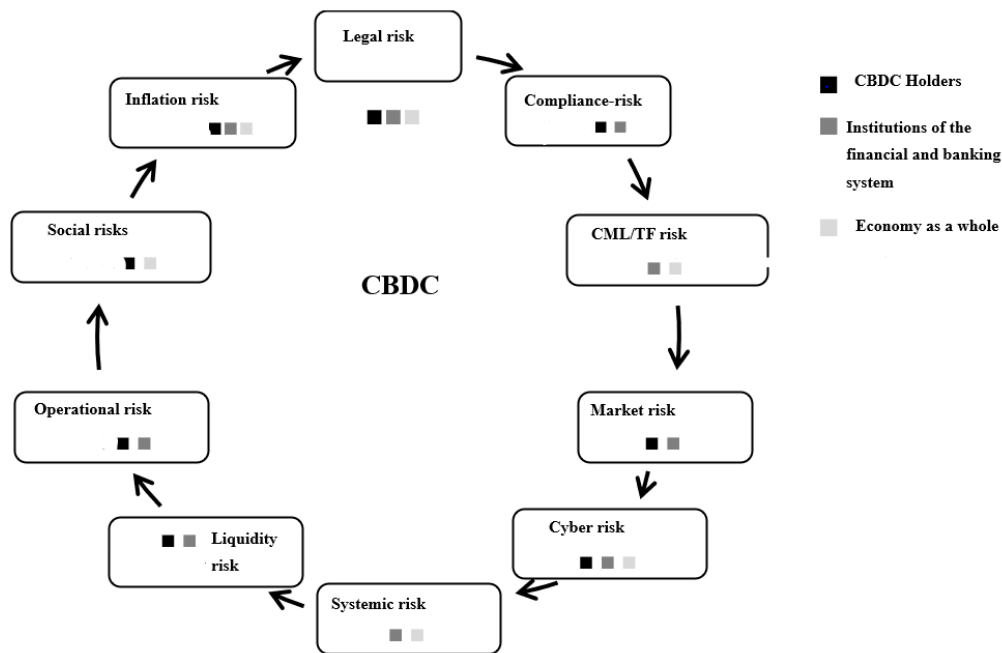 Legal risk
Compliance-risk
CML/TF risk
Market risk
Cyber risk
Systemic risk
Liquidity
risk
Operational risk
Social risks
Inflation risk
CBDC
CBDC Holders
Institutions of the
financial and banking
system
Economy as a whole